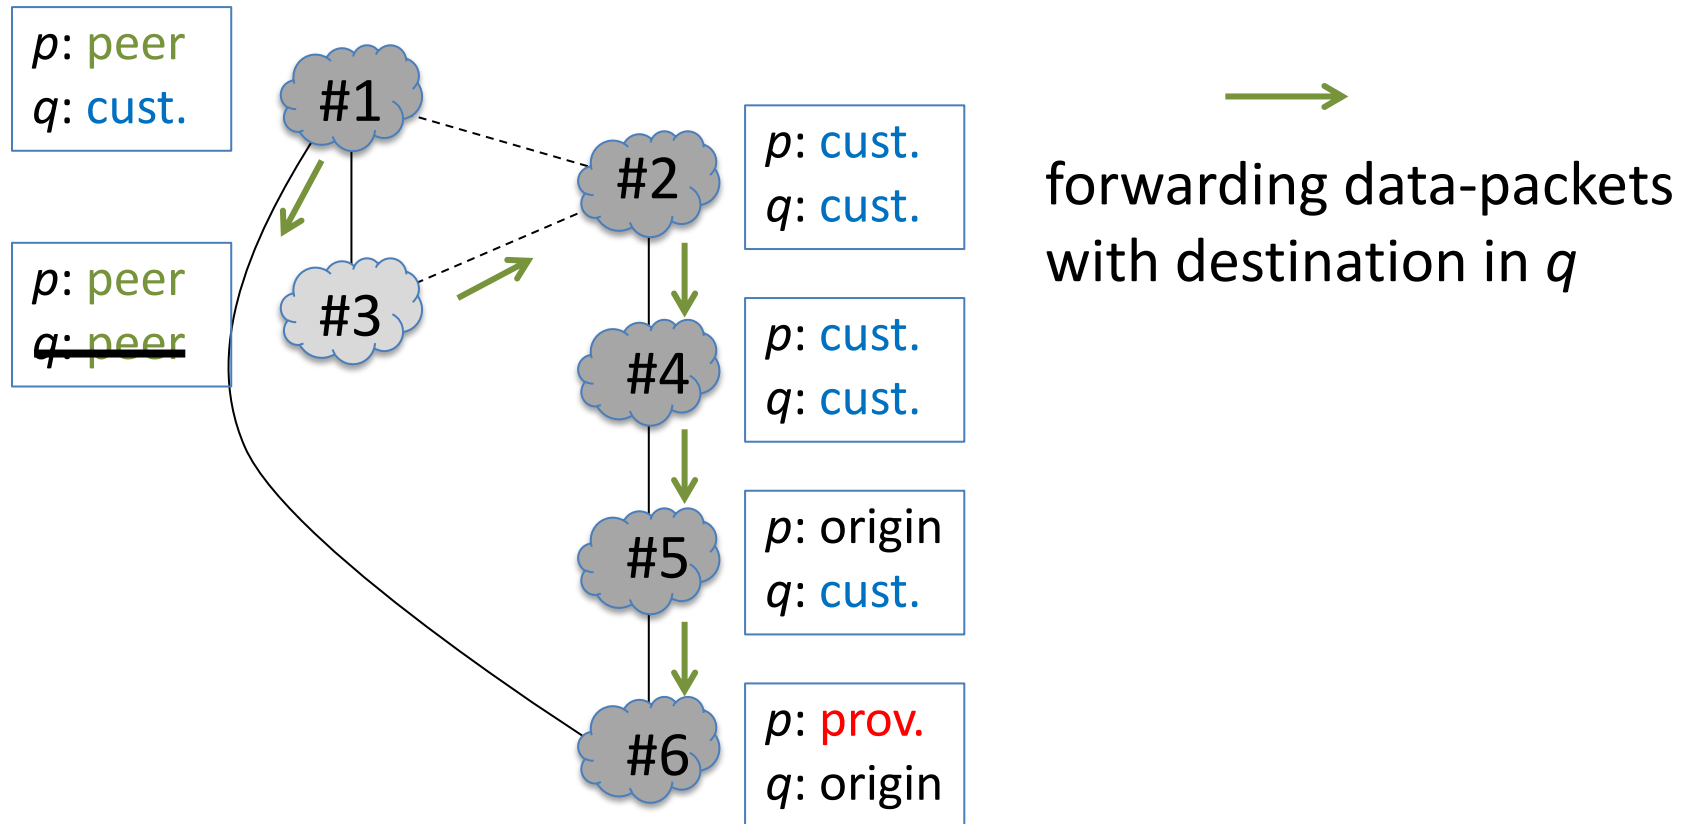 p: peer
q: cust.
#1
p: cust.
q: cust.
#2
forwarding data-packets
with destination in q
p: peer
q: peer
#3
p: cust.
q: cust.
#4
p: origin
q: cust.
#5
p: prov.
q: origin
#6